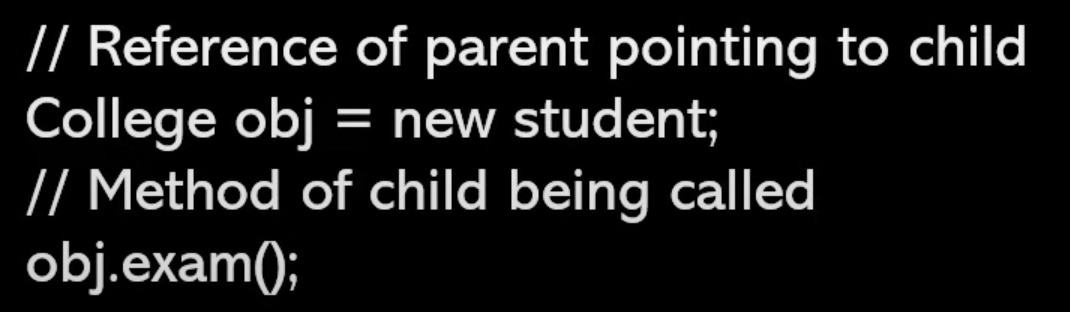 // Reference of parent pointing to child
College obj = new student;
// Method of child being called
obj.exam();